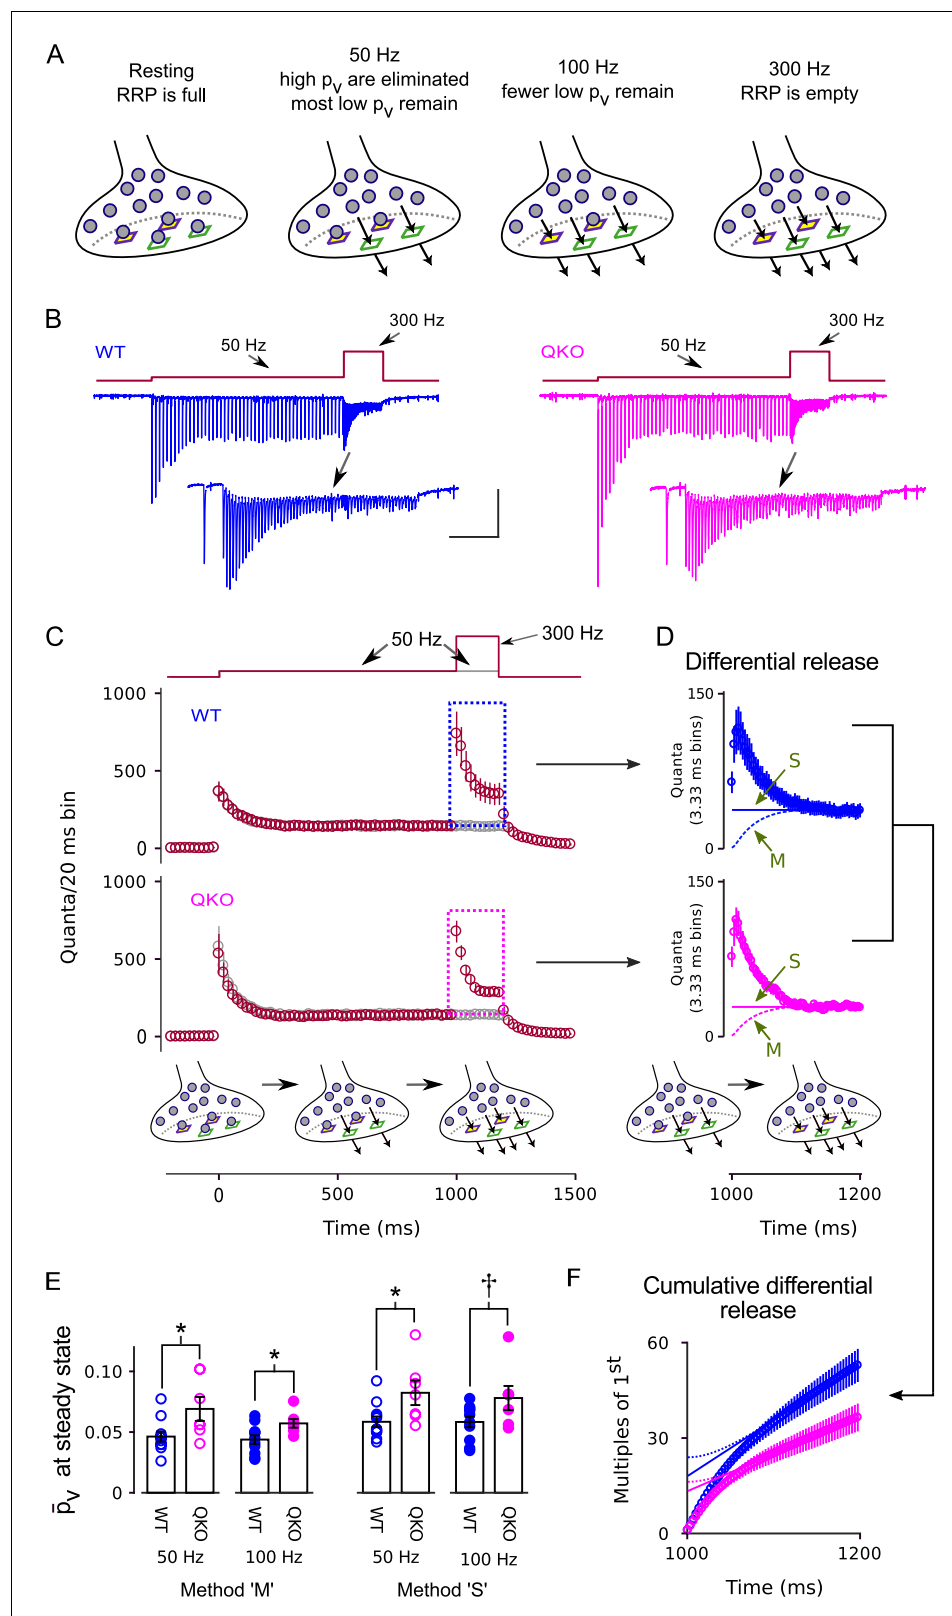 A
Resting
RRP is full
50 Hz
high pv are eliminated
most low pv remain
100 Hz
fewer low pv remain
300 Hz
RRP is empty
B
WT
50 Hz
300 Hz
QKO
50 Hz
300 Hz
C
50 Hz
300 Hz
Quanta/20 ms bin
1000
500
0
WT
1000
500
0
QKO
0
500
1000
1500
Time (ms)
D
Differential release
Quanta
(3.33 ms bins)
150
0
S
M
Quanta
(3.33 ms bins)
150
0
S
M
1000
1200
Time (ms)
E
p̄v at steady state
0.10
0.05
0
*
*
*
†
WT
QKO
WT
QKO
WT
QKO
WT
QKO
50 Hz
100 Hz
50 Hz
100 Hz
Method 'M'
Method 'S'
F
Cumulative differential
release
Multiples of 1st
60
30
0
1000
1200
Time (ms)